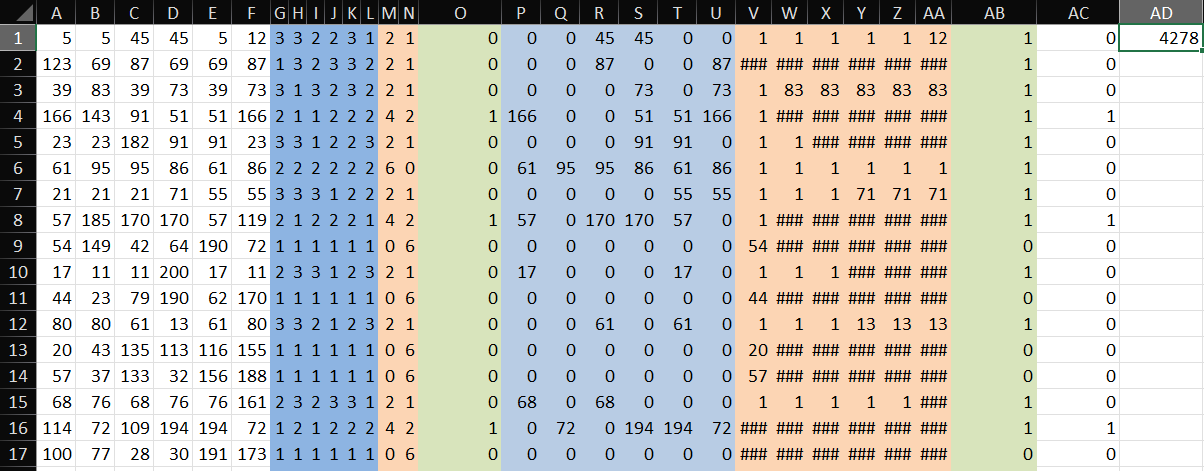 A B C D E F G H I J K L M N O P Q R S T U V W X Y Z AA AB AC AD
1 5 5 45 45 5 12 3 3 2 2 3 1 2 1 0 0 0 45 45 0 0 1 1 1 1 1 12 1 0 4278
2 123 69 87 69 69 87 1 3 2 3 3 2 2 1 0 0 0 87 0 0 87 ### ### ### ### ### ### 1 0
3 39 83 39 73 39 73 3 1 3 2 3 2 2 1 0 0 0 0 73 0 73 1 83 83 83 83 83 1 0
4 166 143 91 51 51 166 2 1 1 2 2 2 4 2 1 166 0 0 51 51 166 1 ### ### ### ### ### 1 1
5 23 23 182 91 91 23 3 3 1 2 2 3 2 1 0 0 0 0 91 91 0 1 1 ### ### ### ### 1 0
6 61 95 95 86 61 86 2 2 2 2 2 2 6 0 0 61 95 95 86 61 86 1 1 1 1 1 1 1 0
7 21 21 21 71 55 55 3 3 3 1 2 2 2 1 0 0 0 0 0 55 55 1 1 1 71 71 71 1 0
8 57 185 170 170 57 119 2 1 2 2 2 1 4 2 1 57 0 170 170 57 0 1 ### ### ### ### ### 1 1
9 54 149 42 64 190 72 1 1 1 1 1 1 0 6 0 0 0 0 0 0 0 54 ### ### ### ### ### 0 0
10 17 11 11 200 17 11 2 3 3 1 2 3 2 1 0 17 0 0 0 17 0 1 1 1 ### ### ### 1 0
11 44 23 79 190 62 170 1 1 1 1 1 1 0 6 0 0 0 0 0 0 0 44 ### ### ### ### ### 0 0
12 80 80 61 13 61 80 3 3 2 1 2 3 2 1 0 0 0 61 0 61 0 1 1 1 13 13 13 1 0
13 20 43 135 113 116 155 1 1 1 1 1 1 0 6 0 0 0 0 0 0 0 20 ### ### ### ### ### 0 0
14 57 37 133 32 156 188 1 1 1 1 1 1 0 6 0 0 0 0 0 0 0 57 ### ### ### ### ### 0 0
15 68 76 68 76 76 161 2 3 2 3 3 1 2 1 0 68 0 68 0 0 0 1 1 1 1 1 ### 1 0
16 114 72 109 194 194 72 1 2 1 2 2 2 4 2 1 0 72 0 194 194 72 ### ### ### ### ### ### 1 1
17 100 77 28 30 191 173 1 1 1 1 1 1 0 6 0 0 0 0 0 0 0 ### ### ### ### ### ### 0 0